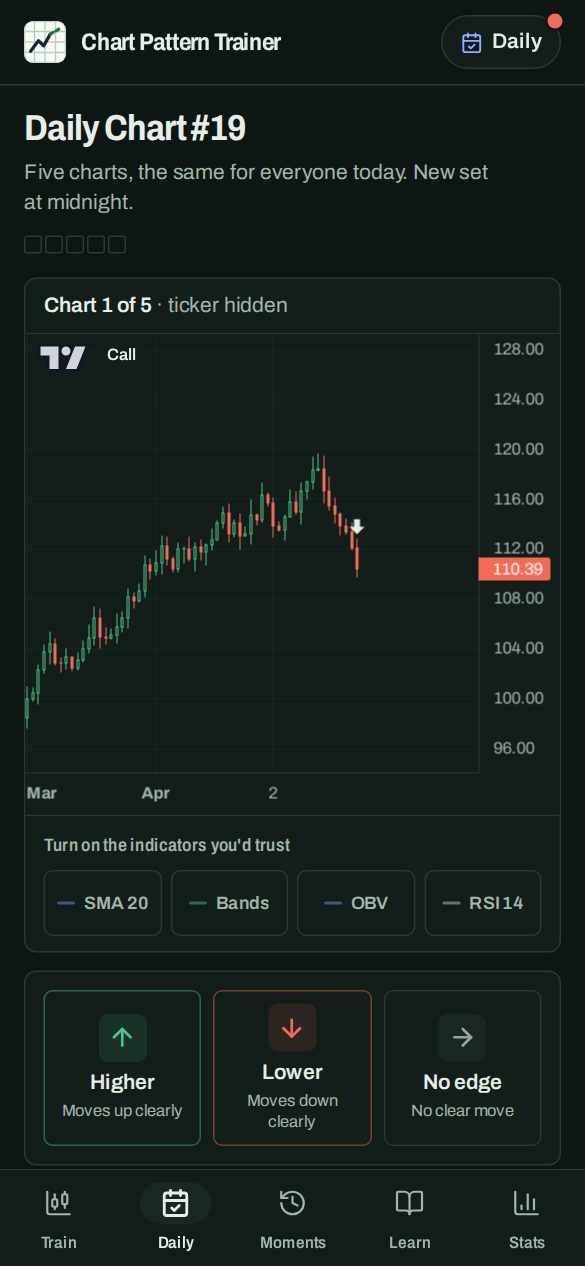 Chart Pattern Trainer
Daily
Daily Chart #19
Five charts, the same for everyone today. New set
at midnight.
Chart 1 of 5 · ticker hidden
Call
128.00
124.00
120.00
116.00
112.00
110.39
108.00
104.00
100.00
96.00
Mar
Apr
2
Turn on the indicators you'd trust
SMA 20
Bands
OBV
RSI 14
Higher
Moves up clearly
Lower
Moves down
clearly
No edge
No clear move
Train
Daily
Moments
Learn
Stats